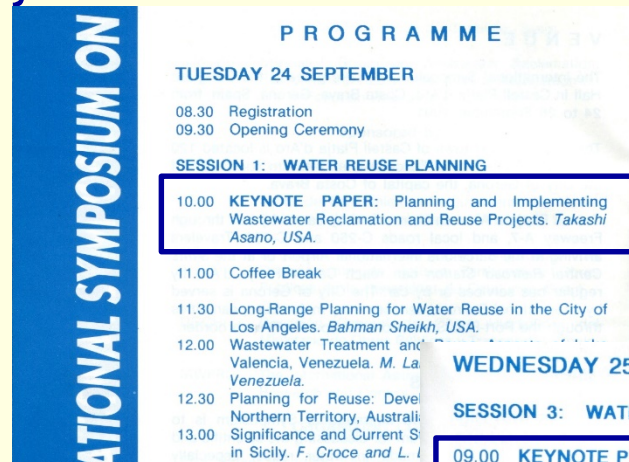 ATIONAL SYMPOSIUM ON
PROGRAMME
TUESDAY 24 SEPTEMBER
08.30 Registration
09.30 Opening Ceremony
SESSION 1: WATER REUSE PLANNING
10.00 KEYNOTE PAPER: Planning and Implementing
Wastewater Reclamation and Reuse Projects. Takashi
Asano, USA.
11.00 Coffee Break
11.30 Long-Range Planning for Water Reuse in the City of
Los Angeles. Bahman Sheikh, USA.
12.00 Wastewater Treatment and
Valencia, Venezuela. M. La
Venezuela.
12.30 Planning for Reuse: Devel
Northern Territory, Australi
13.00 Significance and Current S
in Sicily. F. Croce and L.
WEDNESDAY 25
SESSION 3: WAT
09.00 KEYNOTE P